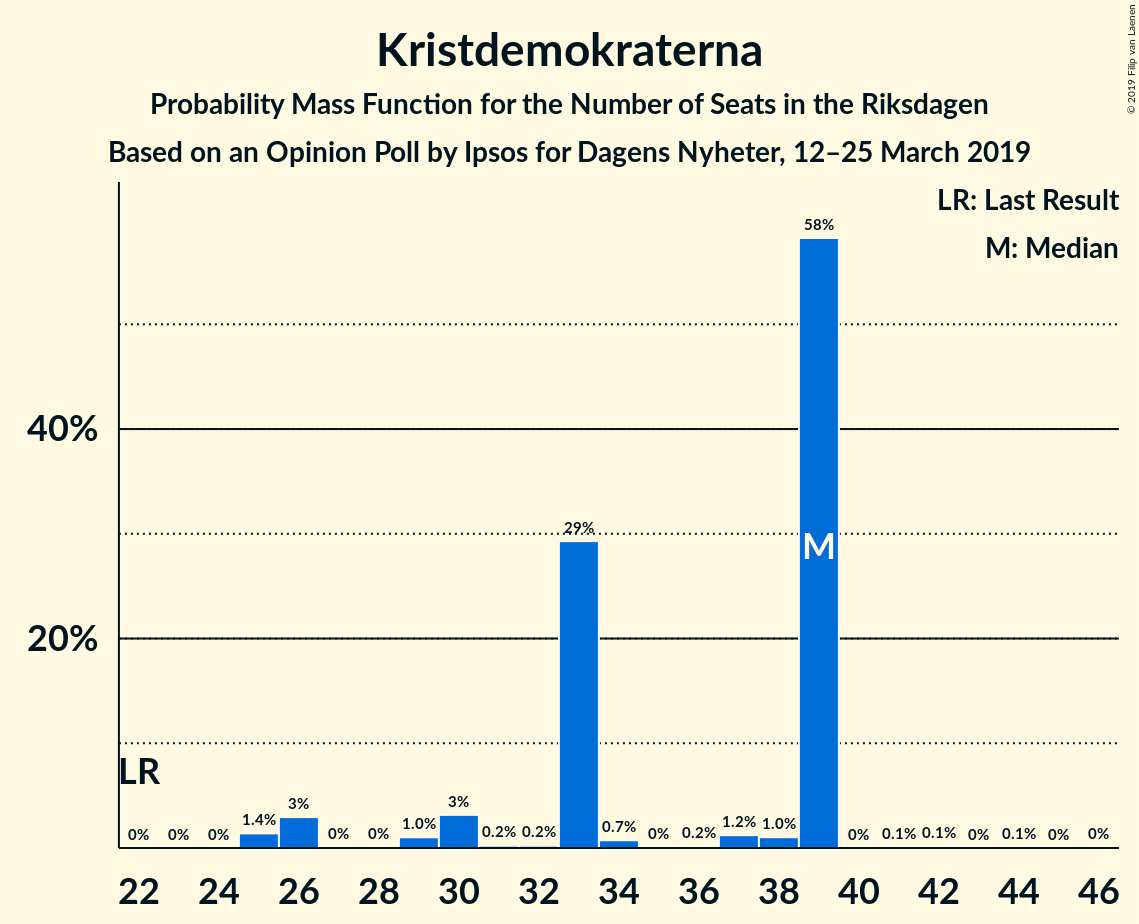 Kristdemokraterna
Probability Mass Function for the Number of Seats in the Riksdagen
Based on an Opinion Poll by Ipsos for Dagens Nyheter, 12–25 March 2019
© 2019 Filip van Laenen
LR: Last Result
M: Median
40%
20%
LR
M
0% 0% 0% 1.4% 3% 0% 0% 1.0% 3% 0.2% 0.2% 29% 0.7% 0% 0.2% 1.2% 1.0% 58% 0% 0.1% 0.1% 0% 0.1% 0% 0%
22 24 26 28 30 32 34 36 38 40 42 44 46